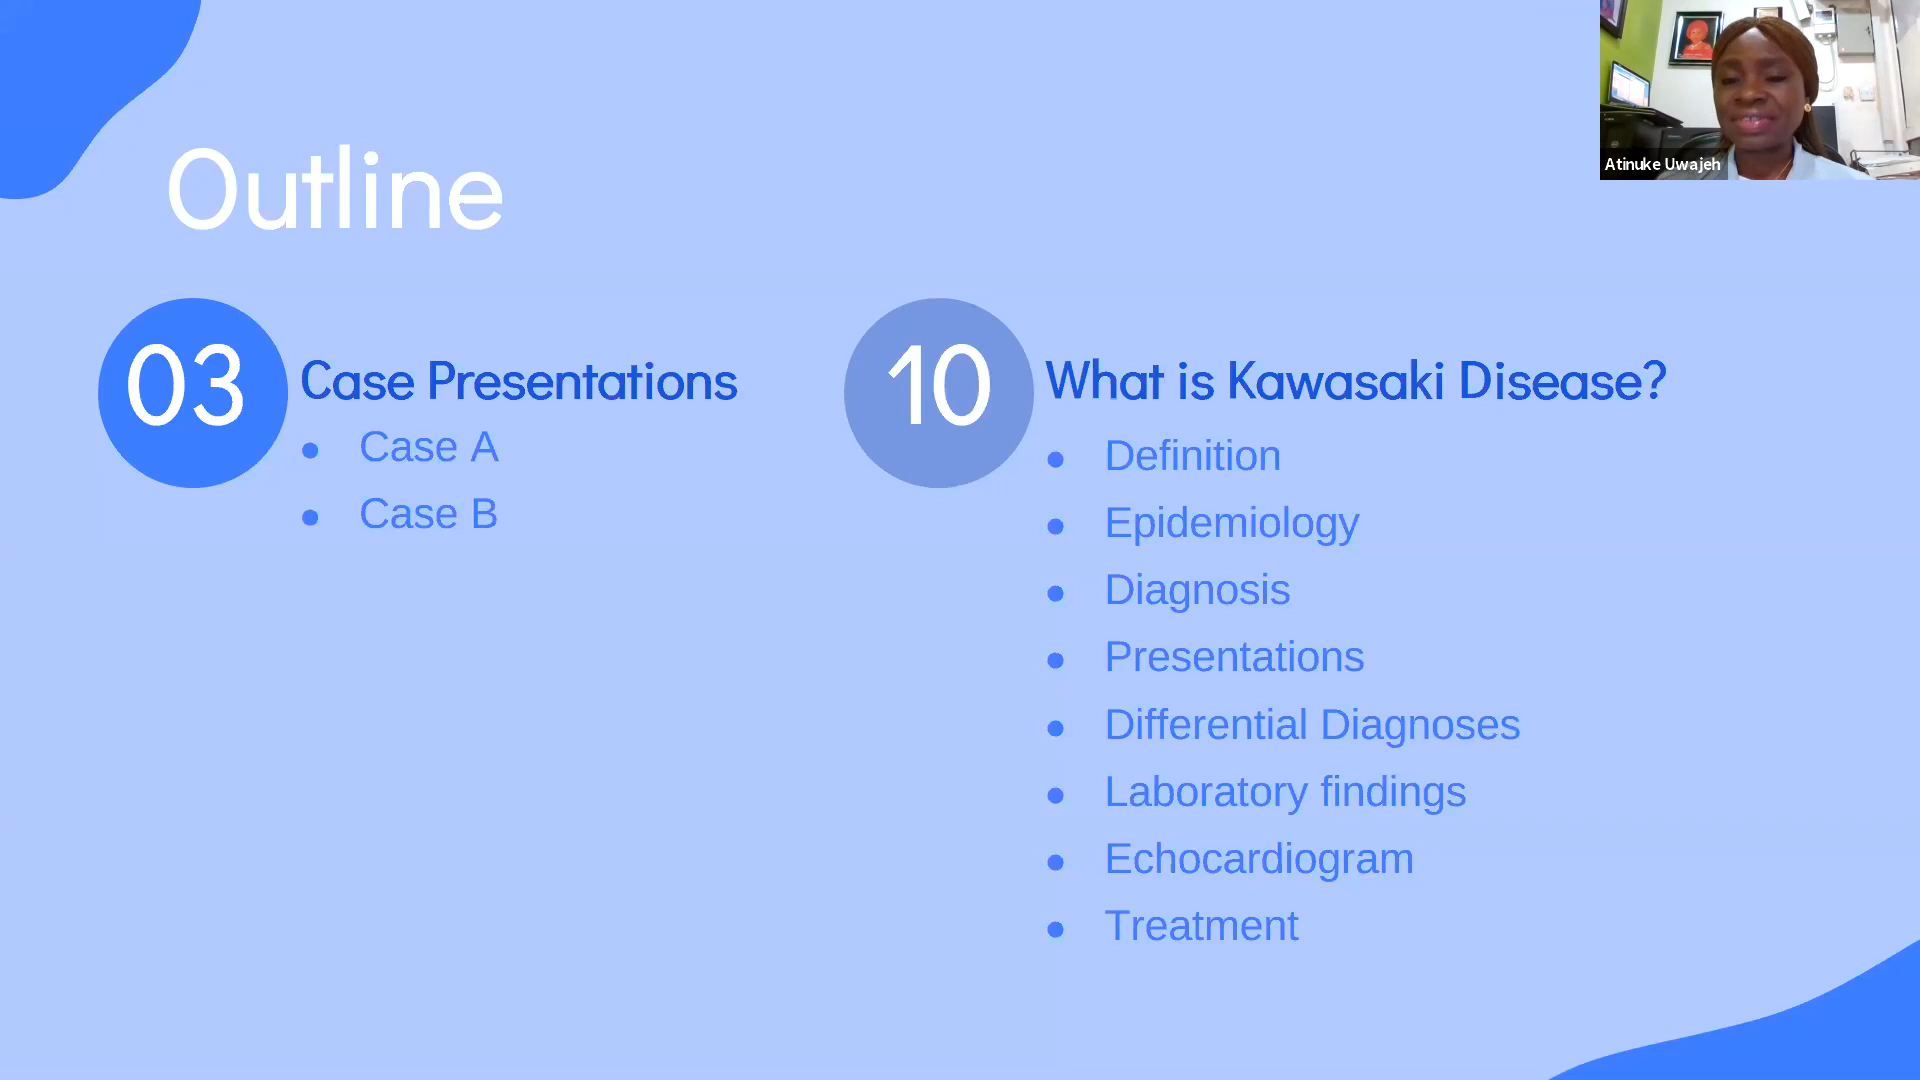 Outline
03
Case Presentations
● Case A
● Case B
10
What is Kawasaki Disease?
● Definition
● Epidemiology
● Diagnosis
● Presentations
● Differential Diagnoses
● Laboratory findings
● Echocardiogram
● Treatment
Atinuke Uwajeh